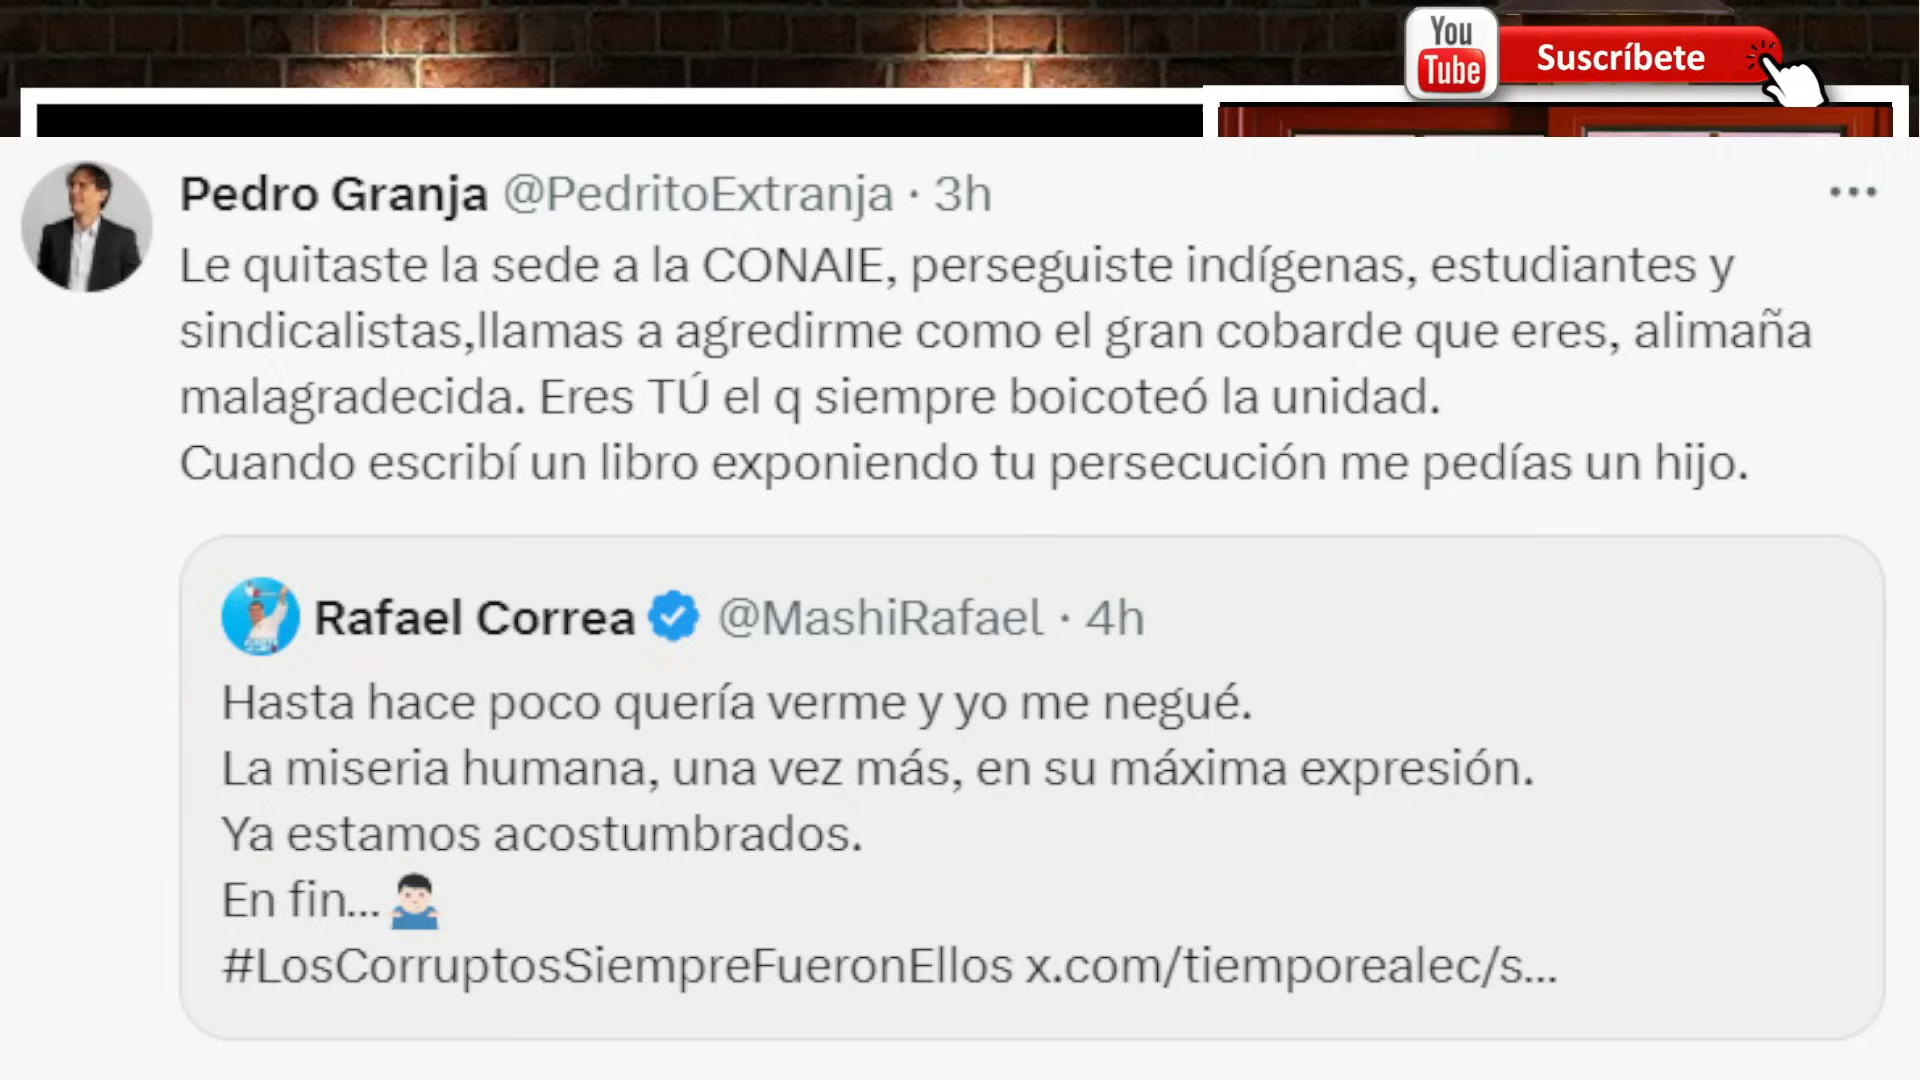 You
Tube
Suscríbete
Pedro Granja @PedritoExtranja · 3h
Le quitaste la sede a la CONAIE, perseguiste indígenas, estudiantes y
sindicalistas,llamas a agredirme como el gran cobarde que eres, alimaña
malagradecida. Eres TÚ el q siempre boicoteó la unidad.
Cuando escribí un libro exponiendo tu persecución me pedías un hijo.
Rafael Correa @MashiRafael · 4h
Hasta hace poco quería verme y yo me negué.
La miseria humana, una vez más, en su máxima expresión.
Ya estamos acostumbrados.
En fin...
#LosCorruptosSiempreFueronEllos x.com/tiemporealec/s...